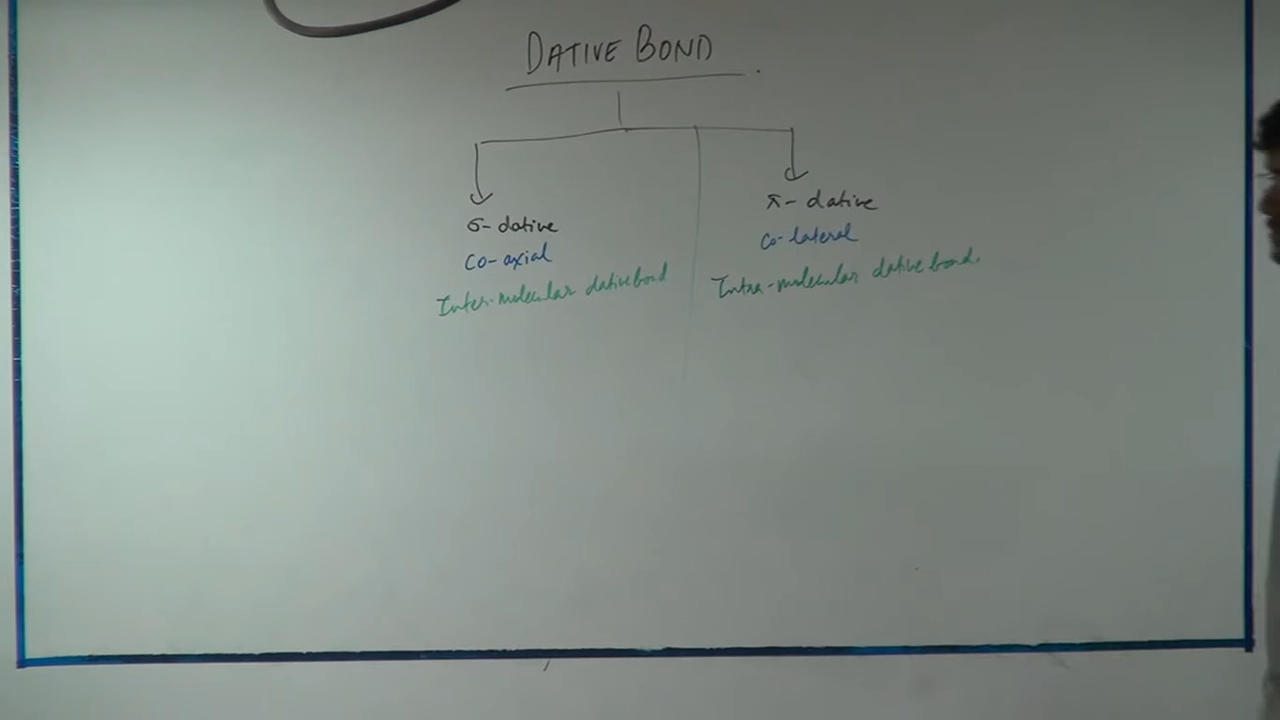 DATIVE BOND
σ-dative
co-axial
Inter-molecular dative bond
π-dative
co-lateral
Intra-molecular dative bond.